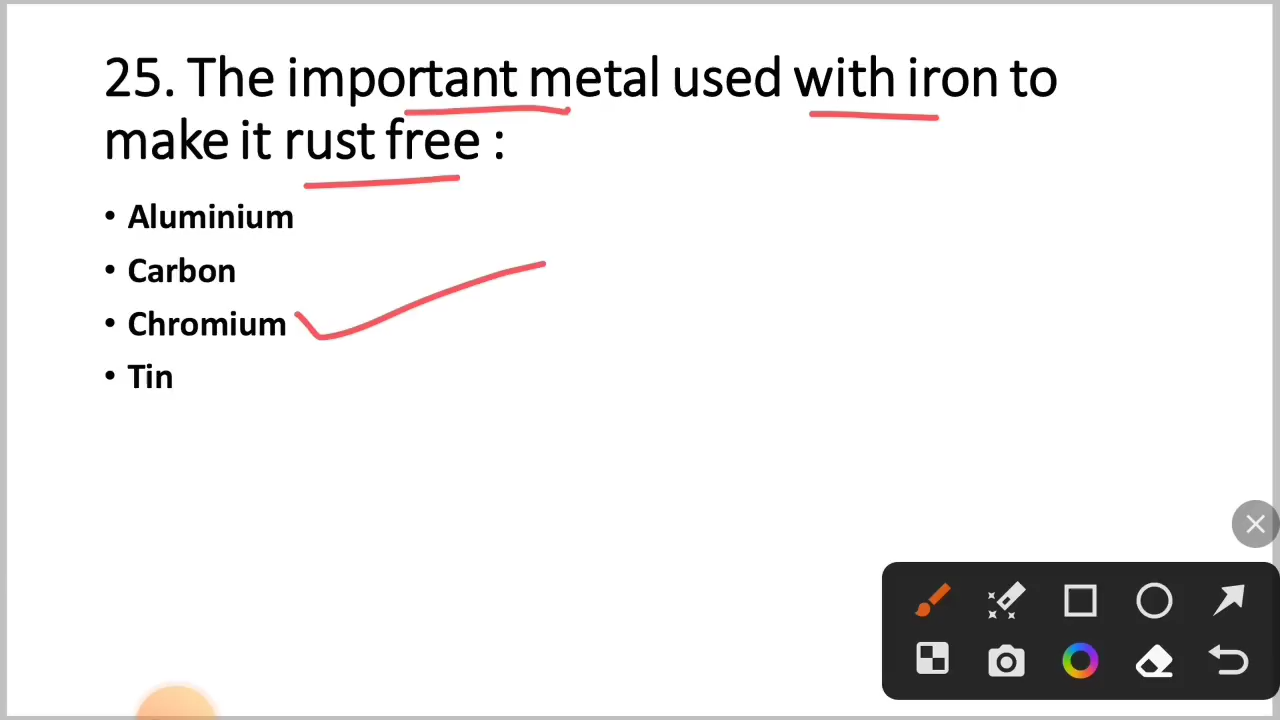 25. The important metal used with iron to
make it rust free :
• Aluminium
• Carbon
• Chromium
• Tin